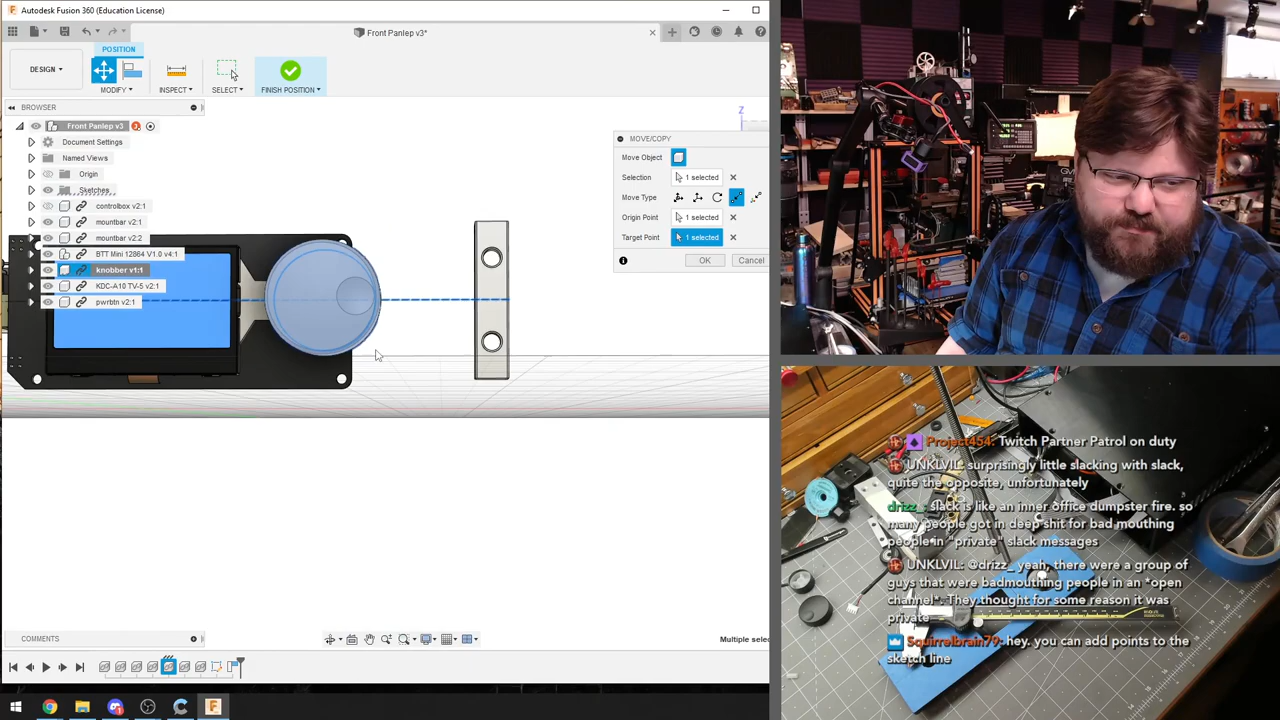 Autodesk Fusion 360 (Education License)
Front Panlep v3*
POSITION
DESIGN
MODIFY
INSPECT
SELECT
FINISH POSITION
BROWSER
Front Panlep v3
Document Settings
Named Views
Origin
Sketches
controlbox v2:1
mountbar v2:1
mountbar v2:2
BTT Mini 12864 V1.0 v4:1
knobber v1:1
KDC-A10 TV-5 v2:1
pwrbtn v2:1
Z
MOVE/COPY
Move Object
Selection
1 selected
Move Type
Origin Point
1 selected
Target Point
1 selected
OK
Cancel
COMMENTS
Multiple selec
Project454: Twitch Partner Patrol on duty
UNKLVIL: surprisingly little slacking with slack,
quite the opposite, unfortunately
drizz_: slack is like an inner office dumpster fire. so
many people got in deep shit for bad mouthing
people in "private" slack messages
UNKLVIL: @drizz_ yeah, there were a group of
guys that were badmouthing people in an *open
channel*. They thought for some reason it was
private
Squirrelbrain79: hey. you can add points to the
sketch line